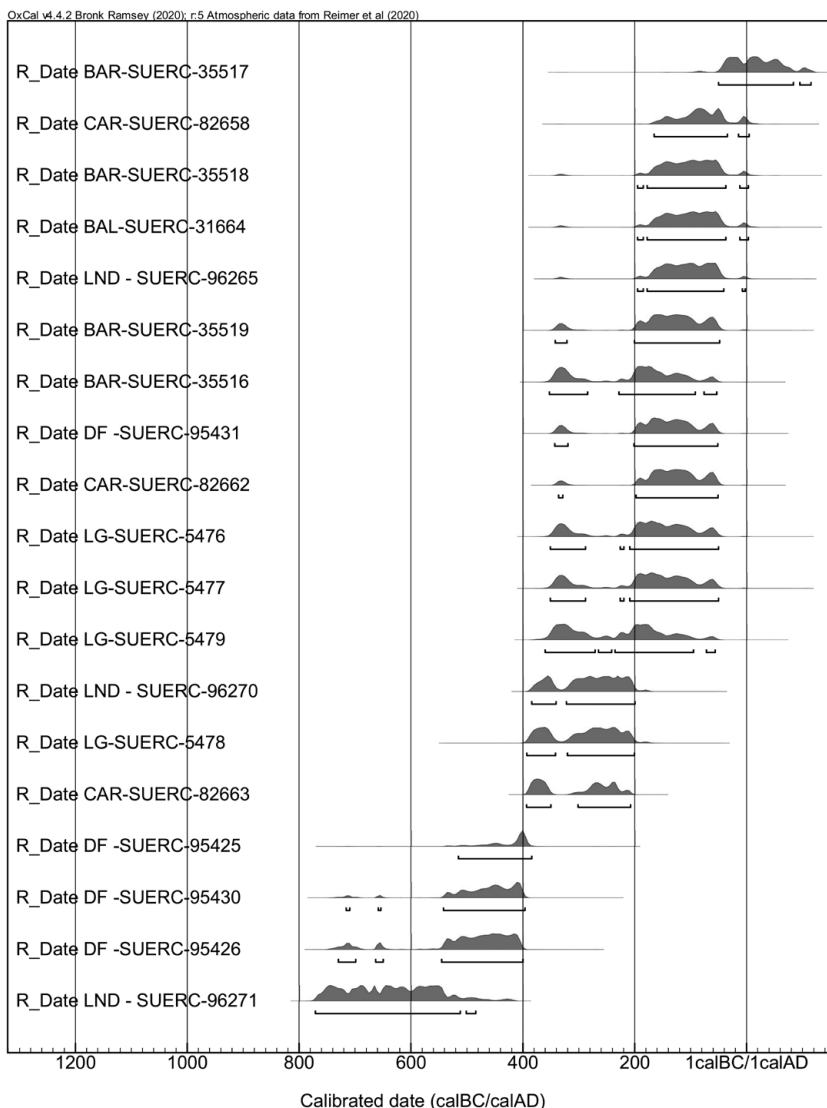 OxCal v4.4.2 Bronk Ramsey (2020); r:5 Atmospheric data from Reimer et al (2020)
R_Date BAR-SUERC-35517
R_Date CAR-SUERC-82658
R_Date BAR-SUERC-35518
R_Date BAL-SUERC-31664
R_Date LND - SUERC-96265
R_Date BAR-SUERC-35519
R_Date BAR-SUERC-35516
R_Date DF -SUERC-95431
R_Date CAR-SUERC-82662
R_Date LG-SUERC-5476
R_Date LG-SUERC-5477
R_Date LG-SUERC-5479
R_Date LND - SUERC-96270
R_Date LG-SUERC-5478
R_Date CAR-SUERC-82663
R_Date DF -SUERC-95425
R_Date DF -SUERC-95430
R_Date DF -SUERC-95426
R_Date LND - SUERC-96271
1200 1000 800 600 400 200 1calBC/1calAD
Calibrated date (calBC/calAD)